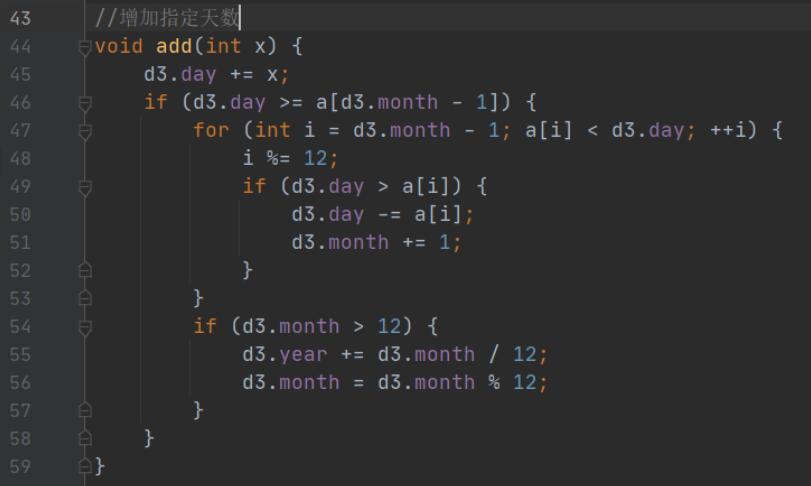 43 //增加指定天数
44 void add(int x) {
45     d3.day += x;
46     if (d3.day >= a[d3.month - 1]) {
47         for (int i = d3.month - 1; a[i] < d3.day; ++i) {
48             i %= 12;
49             if (d3.day > a[i]) {
50                 d3.day -= a[i];
51                 d3.month += 1;
52             }
53         }
54         if (d3.month > 12) {
55             d3.year += d3.month / 12;
56             d3.month = d3.month % 12;
57         }
58     }
59 }